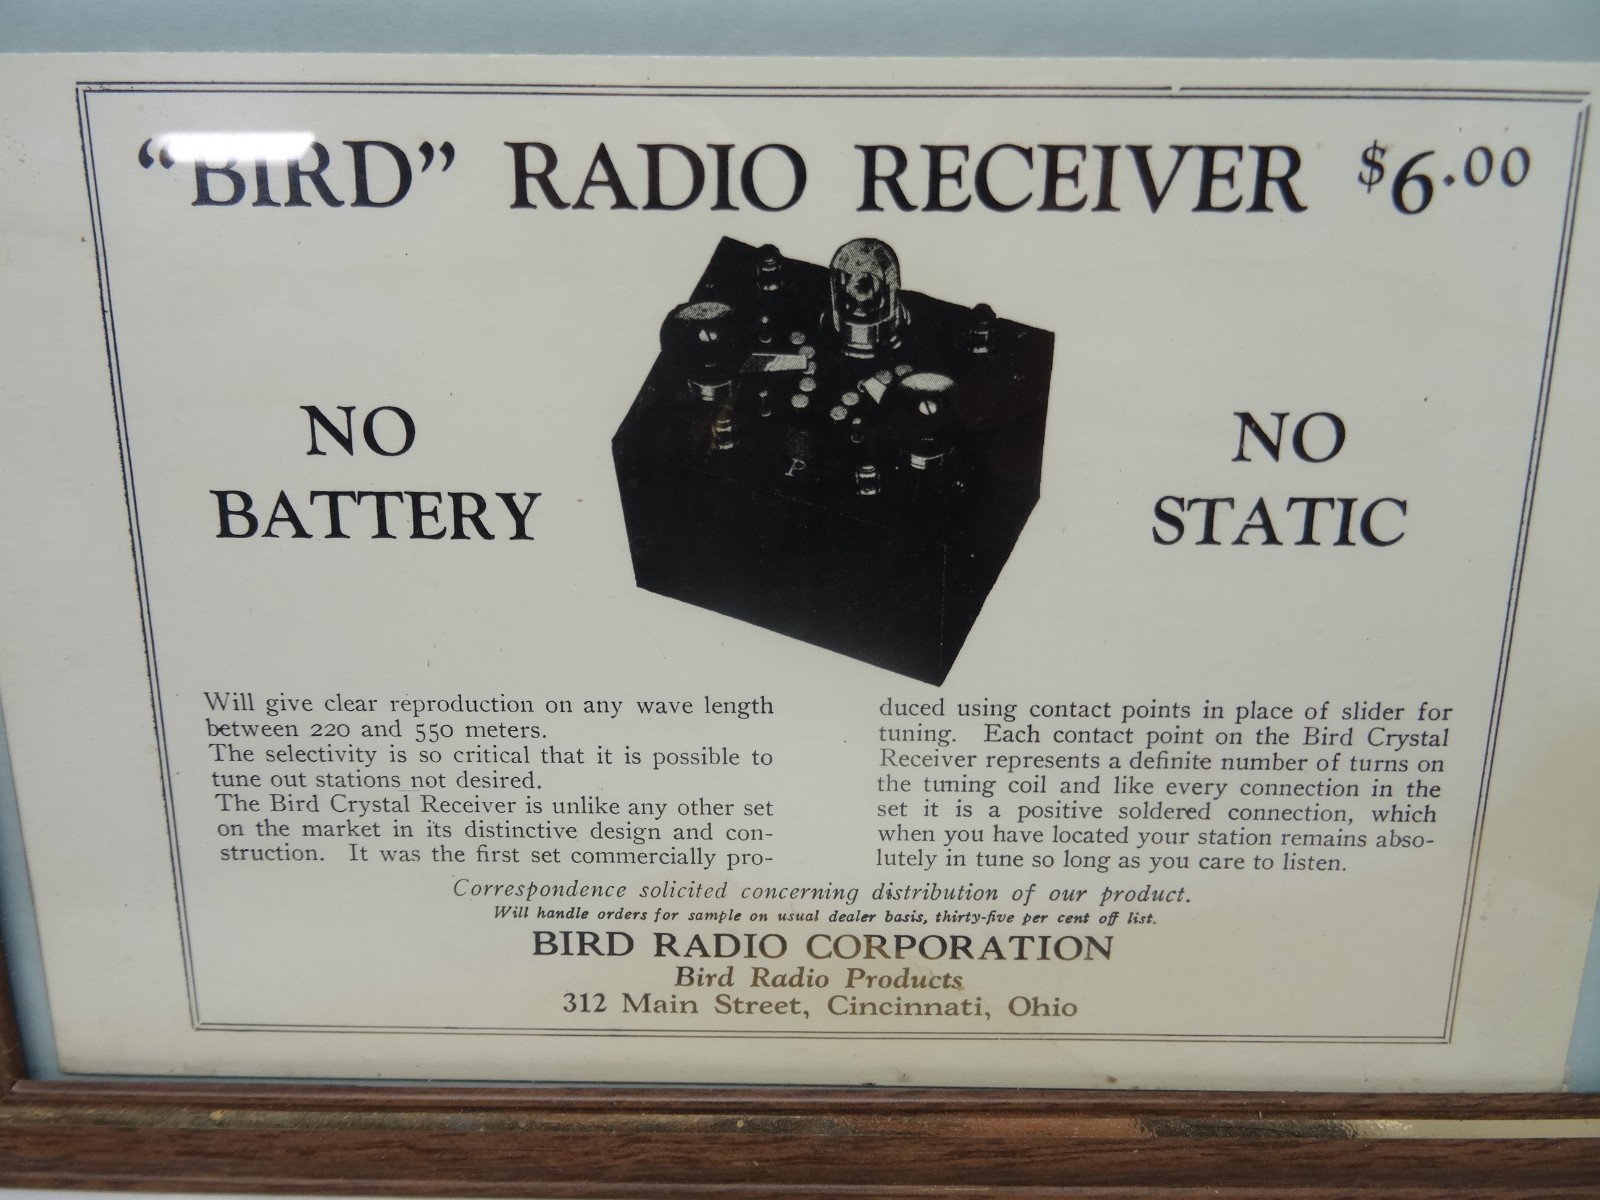 "BIRD" RADIO RECEIVER $6.00
NO
BATTERY
NO
STATIC
P
Will give clear reproduction on any wave length
between 220 and 550 meters.
The selectivity is so critical that it is possible to
tune out stations not desired.
The Bird Crystal Receiver is unlike any other set
on the market in its distinctive design and con-
struction. It was the first set commercially pro-
duced using contact points in place of slider for
tuning. Each contact point on the Bird Crystal
Receiver represents a definite number of turns on
the tuning coil and like every connection in the
set it is a positive soldered connection, which
when you have located your station remains abso-
lutely in tune so long as you care to listen.
Correspondence solicited concerning distribution of our product.
Will handle orders for sample on usual dealer basis, thirty-five per cent off list.
BIRD RADIO CORPORATION
Bird Radio Products
312 Main Street, Cincinnati, Ohio